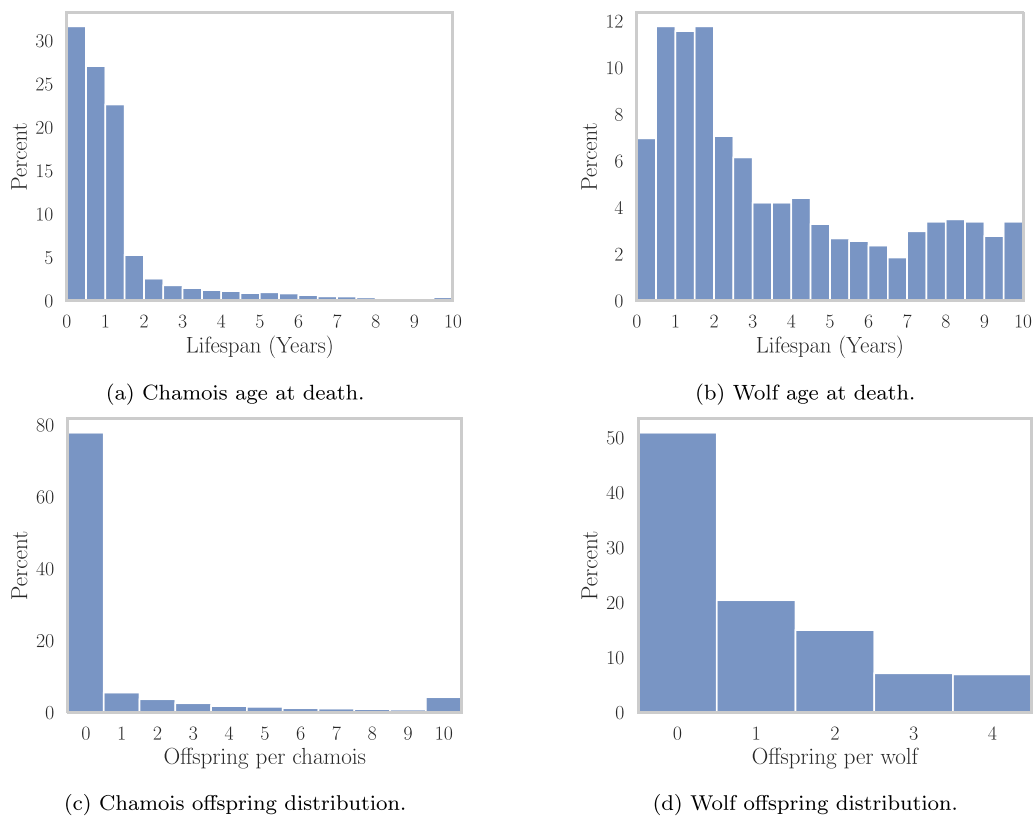 30
25
20
15
10
5
0
Percent
0 1 2 3 4 5 6 7 8 9 10
Lifespan (Years)
(a) Chamois age at death.
12
10
8
6
4
2
0
Percent
0 1 2 3 4 5 6 7 8 9 10
Lifespan (Years)
(b) Wolf age at death.
80
60
40
20
0
Percent
0 1 2 3 4 5 6 7 8 9 10
Offspring per chamois
(c) Chamois offspring distribution.
50
40
30
20
10
0
Percent
0 1 2 3 4
Offspring per wolf
(d) Wolf offspring distribution.